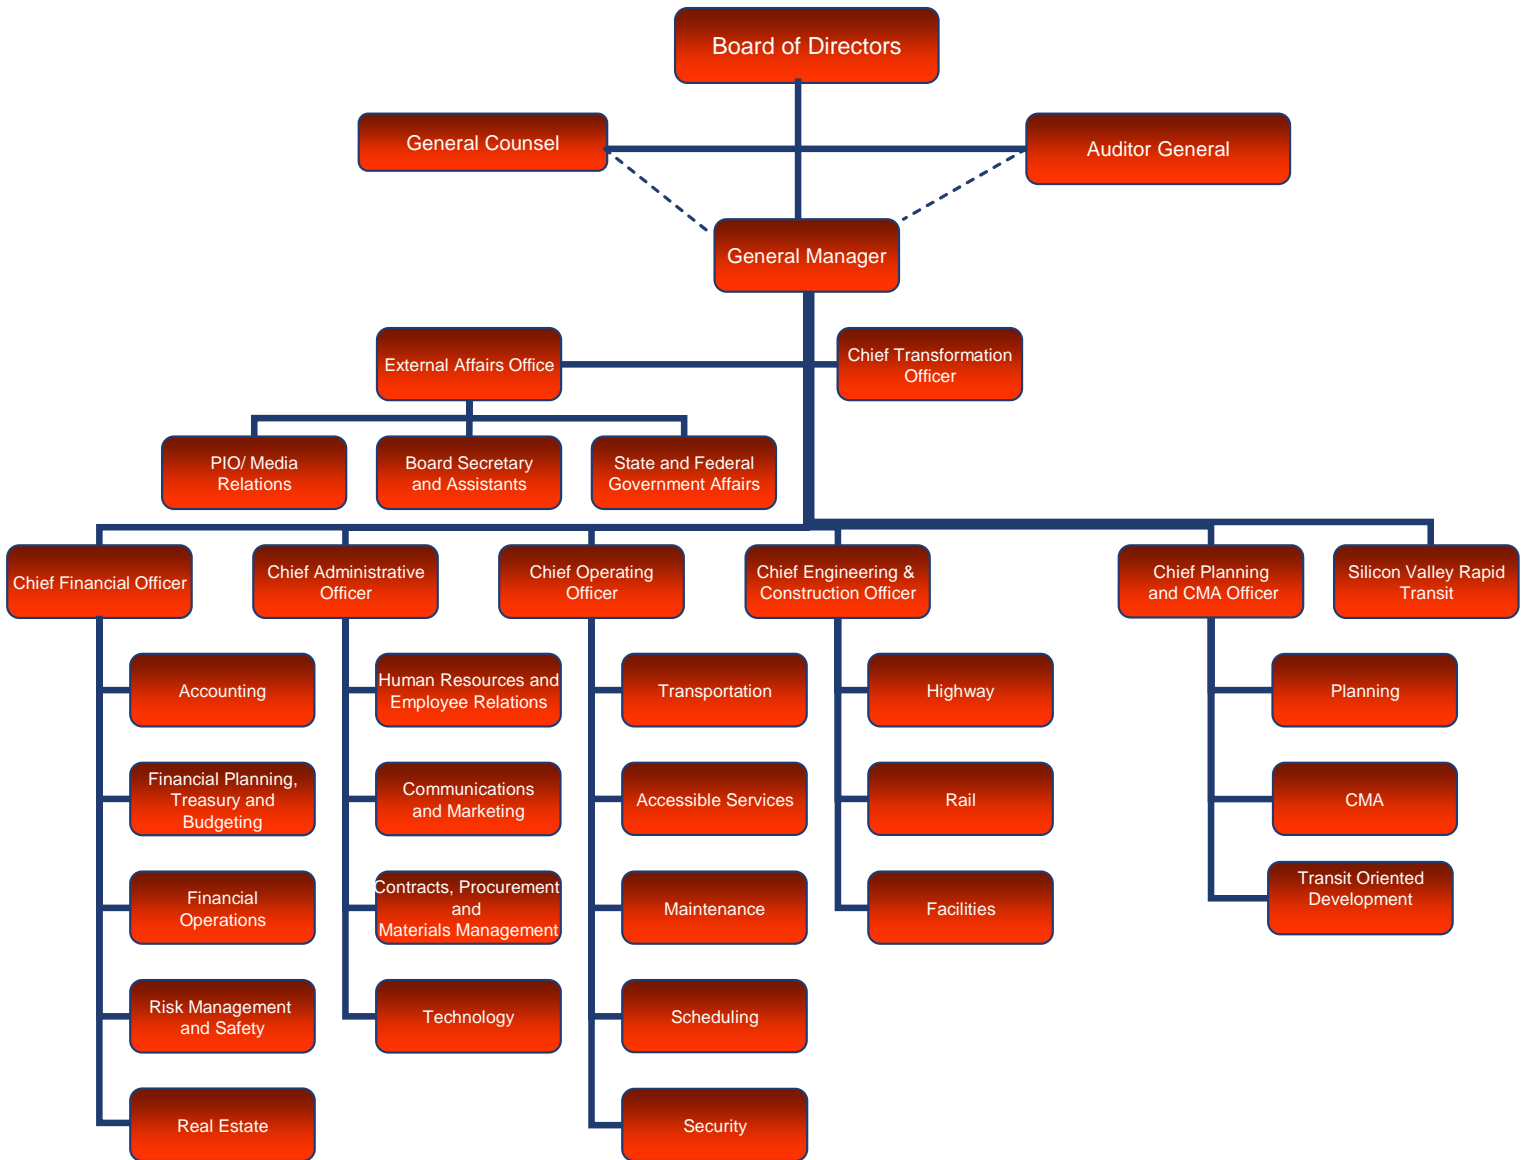 Board of Directors
General Counsel
Auditor General
General Manager
External Affairs Office
Chief Transformation
Officer
PIO/ Media
Relations
Board Secretary
and Assistants
State and Federal
Government Affairs
Chief Financial Officer
Chief Administrative
Officer
Chief Operating
Officer
Chief Engineering &
Construction Officer
Chief Planning
and CMA Officer
Silicon Valley Rapid
Transit
Accounting
Human Resources and
Employee Relations
Transportation
Highway
Planning
Financial Planning,
Treasury and
Budgeting
Communications
and Marketing
Accessible Services
Rail
CMA
Financial
Operations
Contracts, Procurement
and
Materials Management
Maintenance
Facilities
Transit Oriented
Development
Risk Management
and Safety
Technology
Scheduling
Real Estate
Security